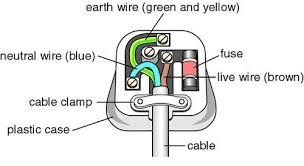 earth wire (green and yellow)
neutral wire (blue)
fuse
live wire (brown)
cable clamp
plastic case
cable